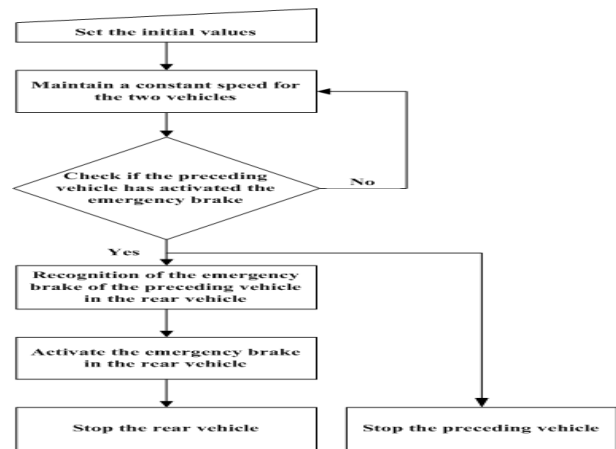 Set the initial values
Maintain a constant speed for
the two vehicles
Check if the preceding
vehicle has activated the
emergency brake
No
Yes
Recognition of the emergency
brake of the preceding vehicle
in the rear vehicle
Activate the emergency brake
in the rear vehicle
Stop the rear vehicle
Stop the preceding vehicle